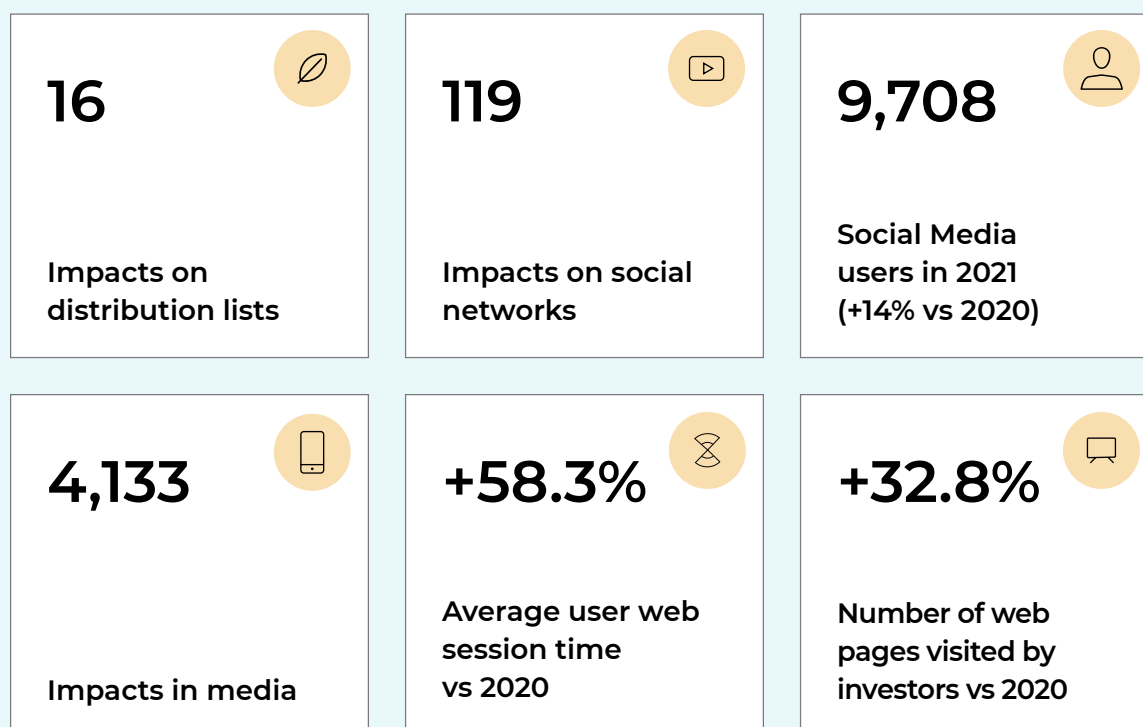 16
Impacts on
distribution lists
119
Impacts on social
networks
9,708
Social Media
users in 2021
(+14% vs 2020)
4,133
Impacts in media
+58.3%
Average user web
session time
vs 2020
+32.8%
Number of web
pages visited by
investors vs 2020